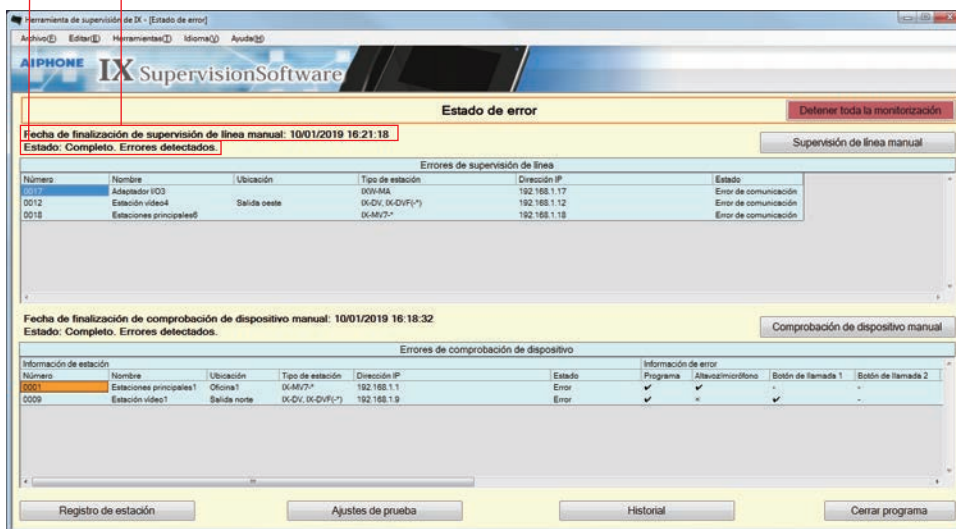 Herramienta de supervisión de IX - [Estado de error]
Archivo(F) Editar(E) Herramientas(T) Idioma(V) Ayuda(H)
AIPHONE IX SupervisionSoftware
Estado de error
Detener toda la monitorización
Fecha de finalización de supervisión de línea manual: 10/01/2019 16:21:18
Estado: Completo. Errores detectados.
Supervisión de línea manual
Errores de supervisión de línea
Número Nombre Ubicación Tipo de estación Dirección IP Estado
0017 Adaptador I/O3 IXW-MA 192.168.1.17 Error de comunicación
0012 Estación vídeo4 Salida oeste IX-DV, IX-DVF(-*) 192.168.1.12 Error de comunicación
0018 Estaciones principales6 IX-MV7-* 192.168.1.18 Error de comunicación
Fecha de finalización de comprobación de dispositivo manual: 10/01/2019 16:18:32
Estado: Completo. Errores detectados.
Comprobación de dispositivo manual
Errores de comprobación de dispositivo
Información de estación Información de error
Número Nombre Ubicación Tipo de estación Dirección IP Estado Programa Altavoz/micrófono Botón de llamada 1 Botón de llamada 2
0001 Estaciones principales1 Oficina1 IX-MV7-* 192.168.1.1 Error ✔ ✔ - -
0009 Estación vídeo1 Salida norte IX-DV, IX-DVF(-*) 192.168.1.9 Error ✔ × ✔ -
Registro de estación Ajustes de prueba Historial Cerrar programa